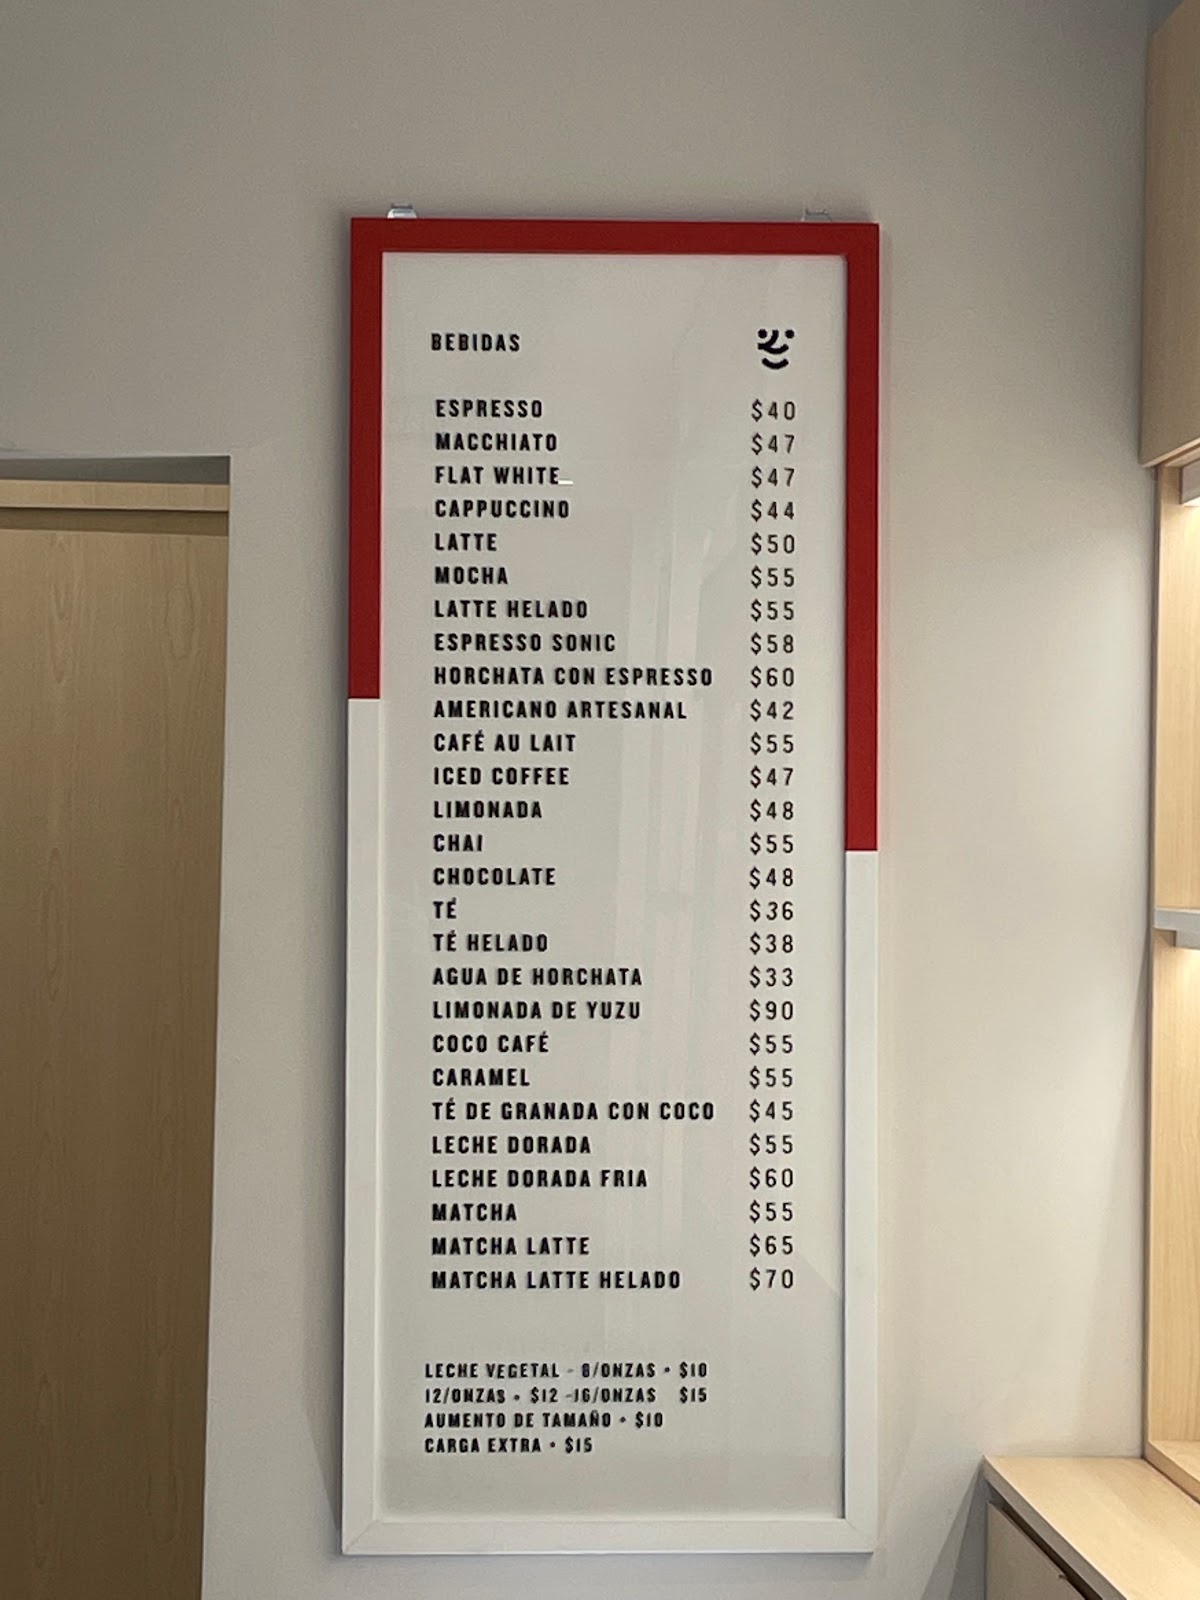 BEBIDAS
ESPRESSO $40
MACCHIATO $47
FLAT WHITE $47
CAPPUCCINO $44
LATTE $50
MOCHA $55
LATTE HELADO $55
ESPRESSO SONIC $58
HORCHATA CON ESPRESSO $60
AMERICANO ARTESANAL $42
CAFÉ AU LAIT $55
ICED COFFEE $47
LIMONADA $48
CHAI $55
CHOCOLATE $48
TÉ $36
TÉ HELADO $38
AGUA DE HORCHATA $33
LIMONADA DE YUZU $90
COCO CAFÉ $55
CARAMEL $55
TÉ DE GRANADA CON COCO $45
LECHE DORADA $55
LECHE DORADA FRIA $60
MATCHA $55
MATCHA LATTE $65
MATCHA LATTE HELADO $70
LECHE VEGETAL - 8/ONZAS • $10
12/ONZAS • $12 -16/ONZAS $15
AUMENTO DE TAMAÑO • $10
CARGA EXTRA • $15